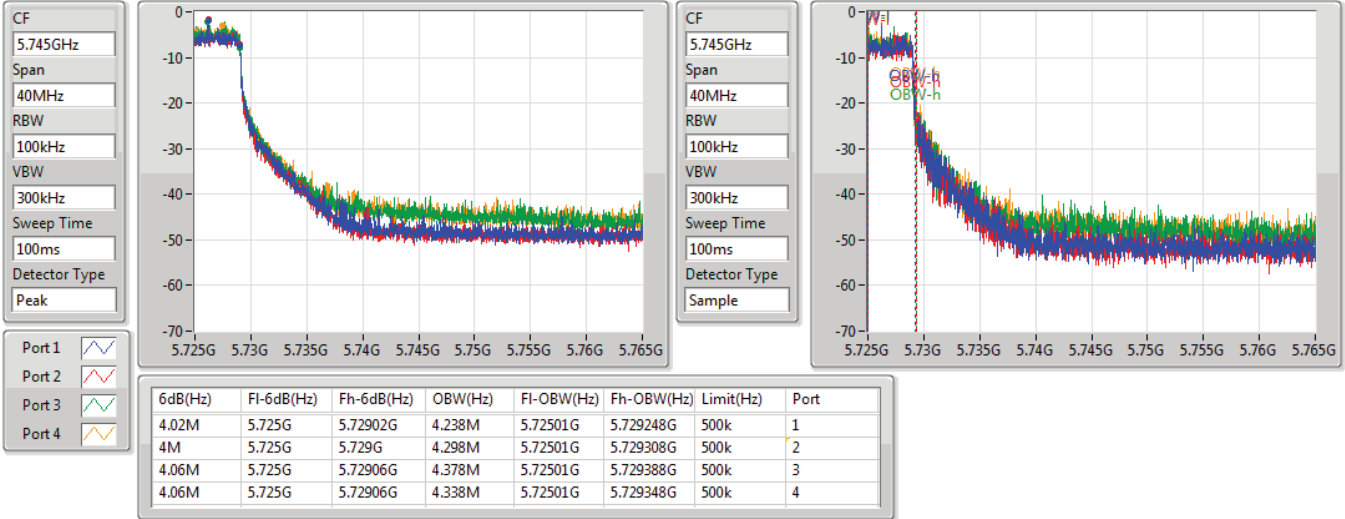 CF
5.745GHz
Span
40MHz
RBW
100kHz
VBW
300kHz
Sweep Time
100ms
Detector Type
Peak
0
-10
-20
-30
-40
-50
-60
-70
5.725G 5.73G 5.735G 5.74G 5.745G 5.75G 5.755G 5.76G 5.765G
CF
5.745GHz
Span
40MHz
RBW
100kHz
VBW
300kHz
Sweep Time
100ms
Detector Type
Sample
0
-10
-20
-30
-40
-50
-60
-70
OBW-h
OBW-h
OBW-h
5.725G 5.73G 5.735G 5.74G 5.745G 5.75G 5.755G 5.76G 5.765G
Port 1
Port 2
Port 3
Port 4
6dB(Hz) Fl-6dB(Hz) Fh-6dB(Hz) OBW(Hz) Fl-OBW(Hz) Fh-OBW(Hz) Limit(Hz) Port
4.02M 5.725G 5.72902G 4.238M 5.72501G 5.729248G 500k 1
4M 5.725G 5.729G 4.298M 5.72501G 5.729308G 500k 2
4.06M 5.725G 5.72906G 4.378M 5.72501G 5.729388G 500k 3
4.06M 5.725G 5.72906G 4.338M 5.72501G 5.729348G 500k 4